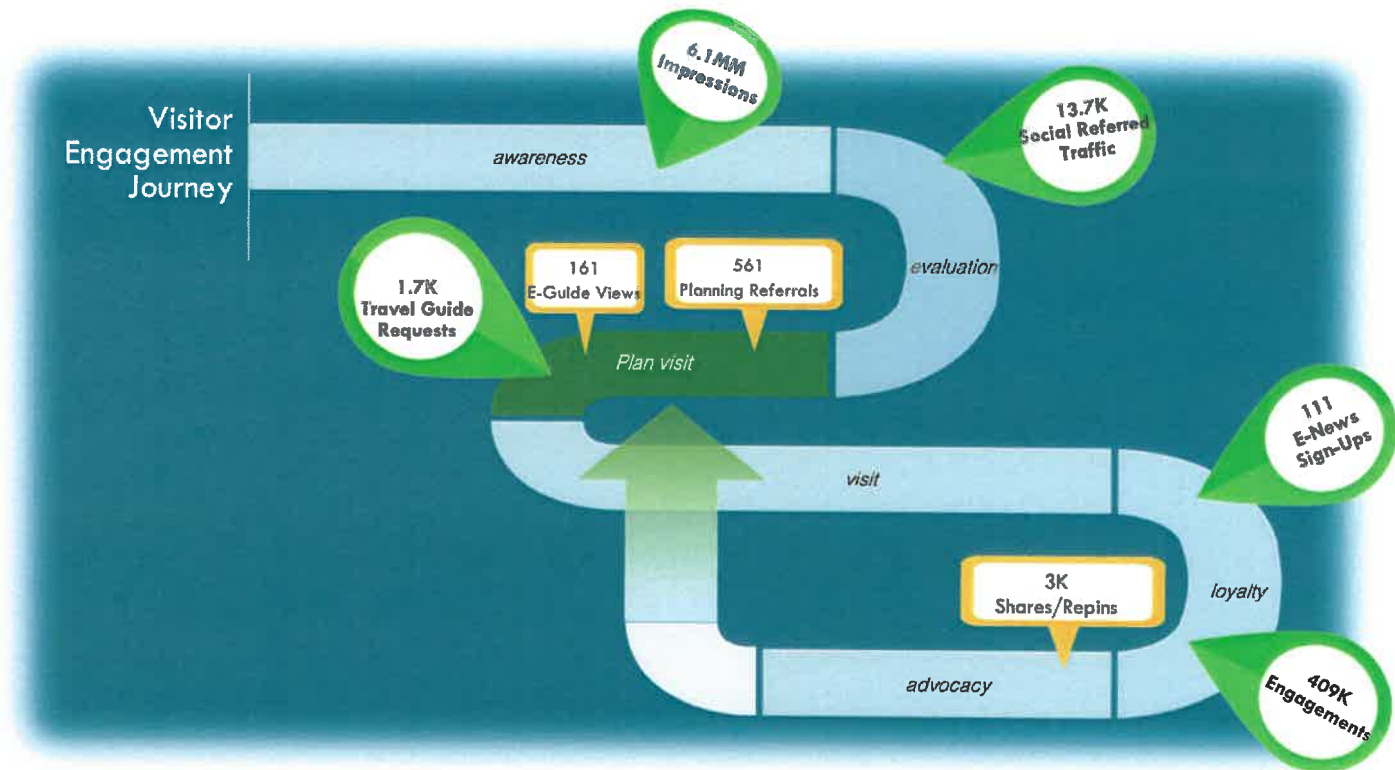 Visitor
Engagement
Journey
6.1MM
Impressions
13.7K
Social Referred
Traffic
awareness
evaluation
161
E-Guide Views
561
Planning Referrals
1.7K
Travel Guide
Requests
Plan visit
111
E-News
Sign-Ups
visit
3K
Shares/Repins
loyalty
advocacy
409K
Engagements